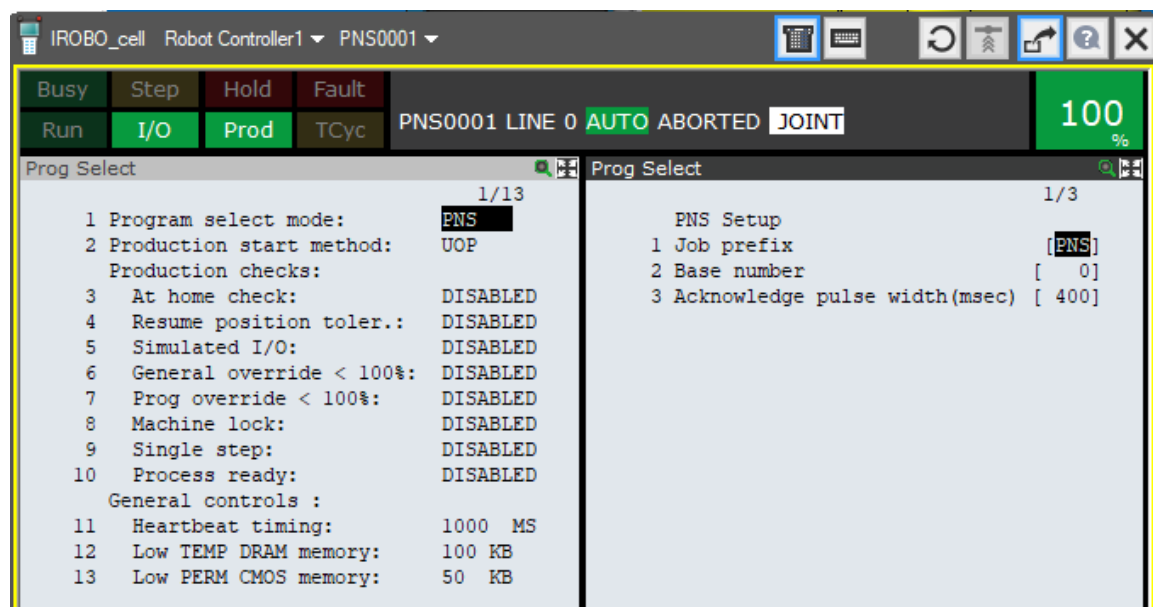 IROBO_cell Robot Controller1 PNS0001
Busy Step Hold Fault
Run I/O Prod TCyc
PNS0001 LINE 0 AUTO ABORTED JOINT
100
%
Prog Select
1/13
1 Program select mode: PNS
2 Production start method: UOP
Production checks:
3 At home check: DISABLED
4 Resume position toler.: DISABLED
5 Simulated I/O: DISABLED
6 General override < 100%: DISABLED
7 Prog override < 100%: DISABLED
8 Machine lock: DISABLED
9 Single step: DISABLED
10 Process ready: DISABLED
General controls :
11 Heartbeat timing: 1000 MS
12 Low TEMP DRAM memory: 100 KB
13 Low PERM CMOS memory: 50 KB
Prog Select
1/3
PNS Setup
1 Job prefix [PNS]
2 Base number [ 0]
3 Acknowledge pulse width(msec) [ 400]